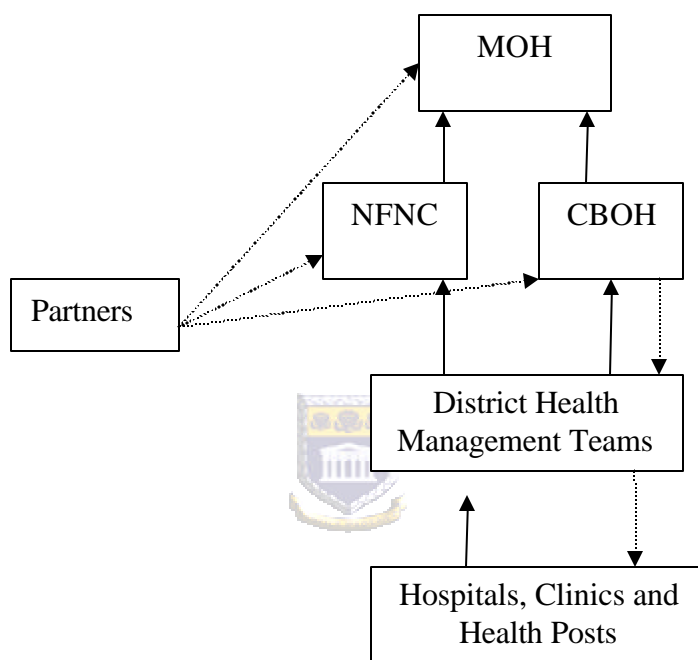 MOH
NFNC
CBOH
Partners
District Health
Management Teams
Hospitals, Clinics and
Health Posts